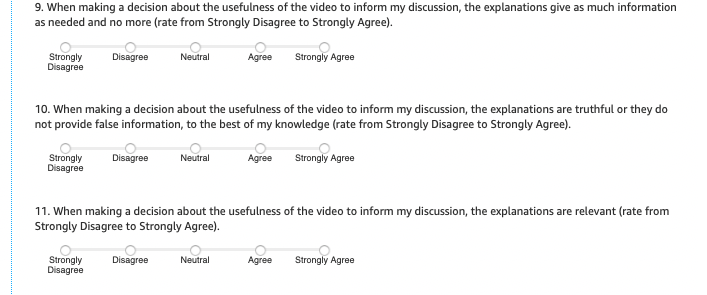 9. When making a decision about the usefulness of the video to inform my discussion, the explanations give as much information
as needed and no more (rate from Strongly Disagree to Strongly Agree).
Strongly Disagree Disagree Neutral Agree Strongly Agree
10. When making a decision about the usefulness of the video to inform my discussion, the explanations are truthful or they do
not provide false information, to the best of my knowledge (rate from Strongly Disagree to Strongly Agree).
Strongly Disagree Disagree Neutral Agree Strongly Agree
11. When making a decision about the usefulness of the video to inform my discussion, the explanations are relevant (rate from
Strongly Disagree to Strongly Agree).
Strongly Disagree Disagree Neutral Agree Strongly Agree